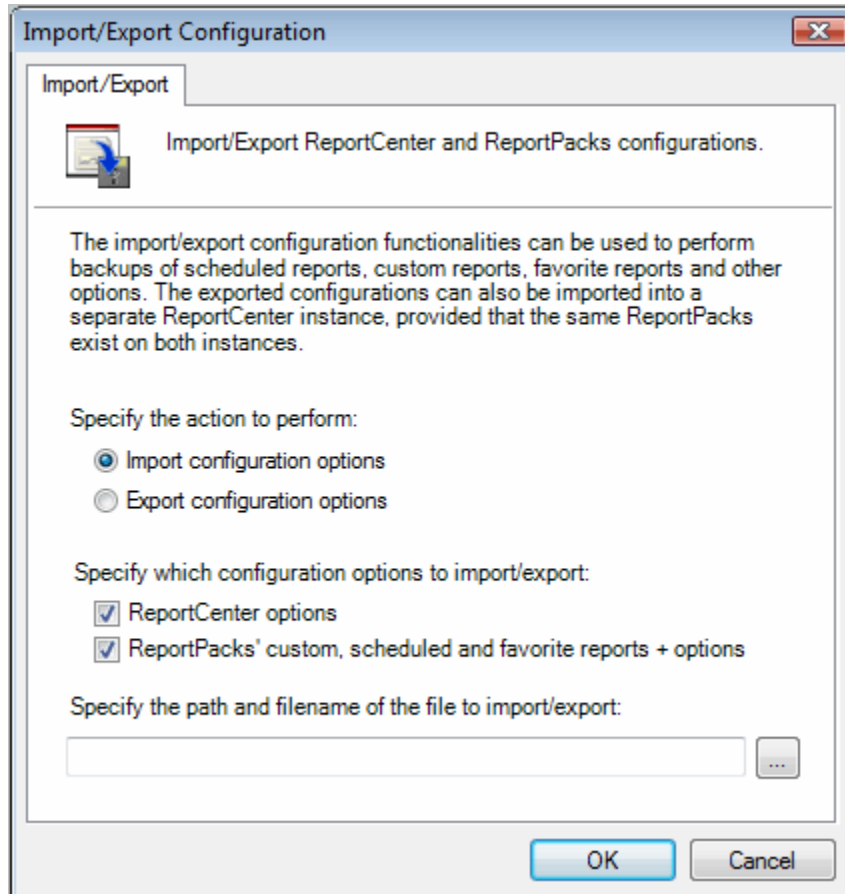 Import/Export Configuration
Import/Export
Import/Export ReportCenter and ReportPacks configurations.
The import/export configuration functionalities can be used to perform
backups of scheduled reports, custom reports, favorite reports and other
options. The exported configurations can also be imported into a
separate ReportCenter instance, provided that the same ReportPacks
exist on both instances.
Specify the action to perform:
Import configuration options
Export configuration options
Specify which configuration options to import/export:
ReportCenter options
ReportPacks' custom, scheduled and favorite reports + options
Specify the path and filename of the file to import/export:
...
OK Cancel